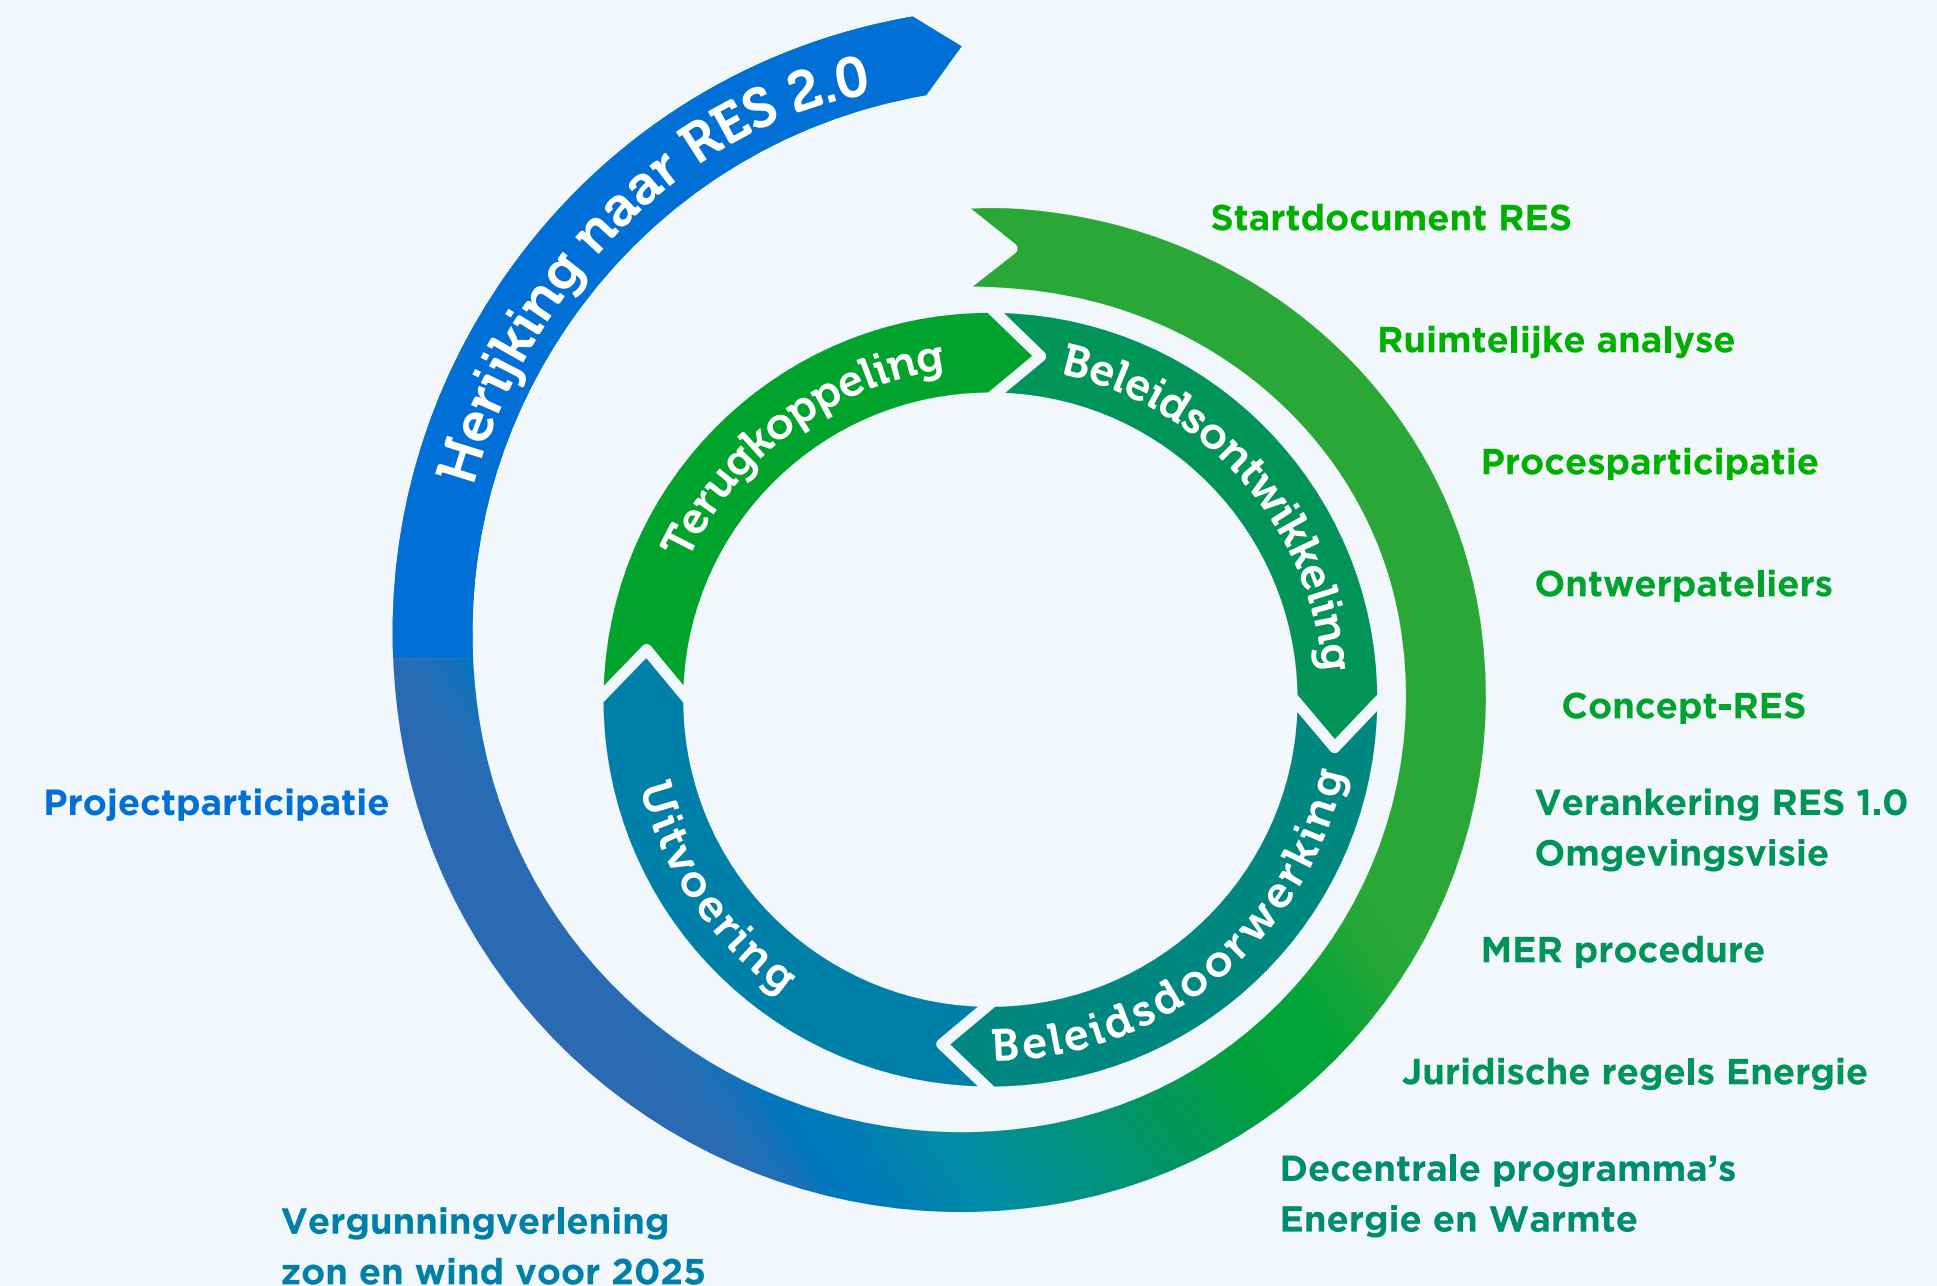 Herijking naar RES 2.0
Startdocument RES
Ruimtelijke analyse
Procesparticipatie
Ontwerpateliers
Concept-RES
Verankering RES 1.0
Omgevingsvisie
MER procedure
Juridische regels Energie
Decentrale programma’s
Energie en Warmte
Vergunningverlening
zon en wind voor 2025
Projectparticipatie
Beleidsontwikkeling
Beleidsdoorwerking
Uitvoering
Terugkoppeling